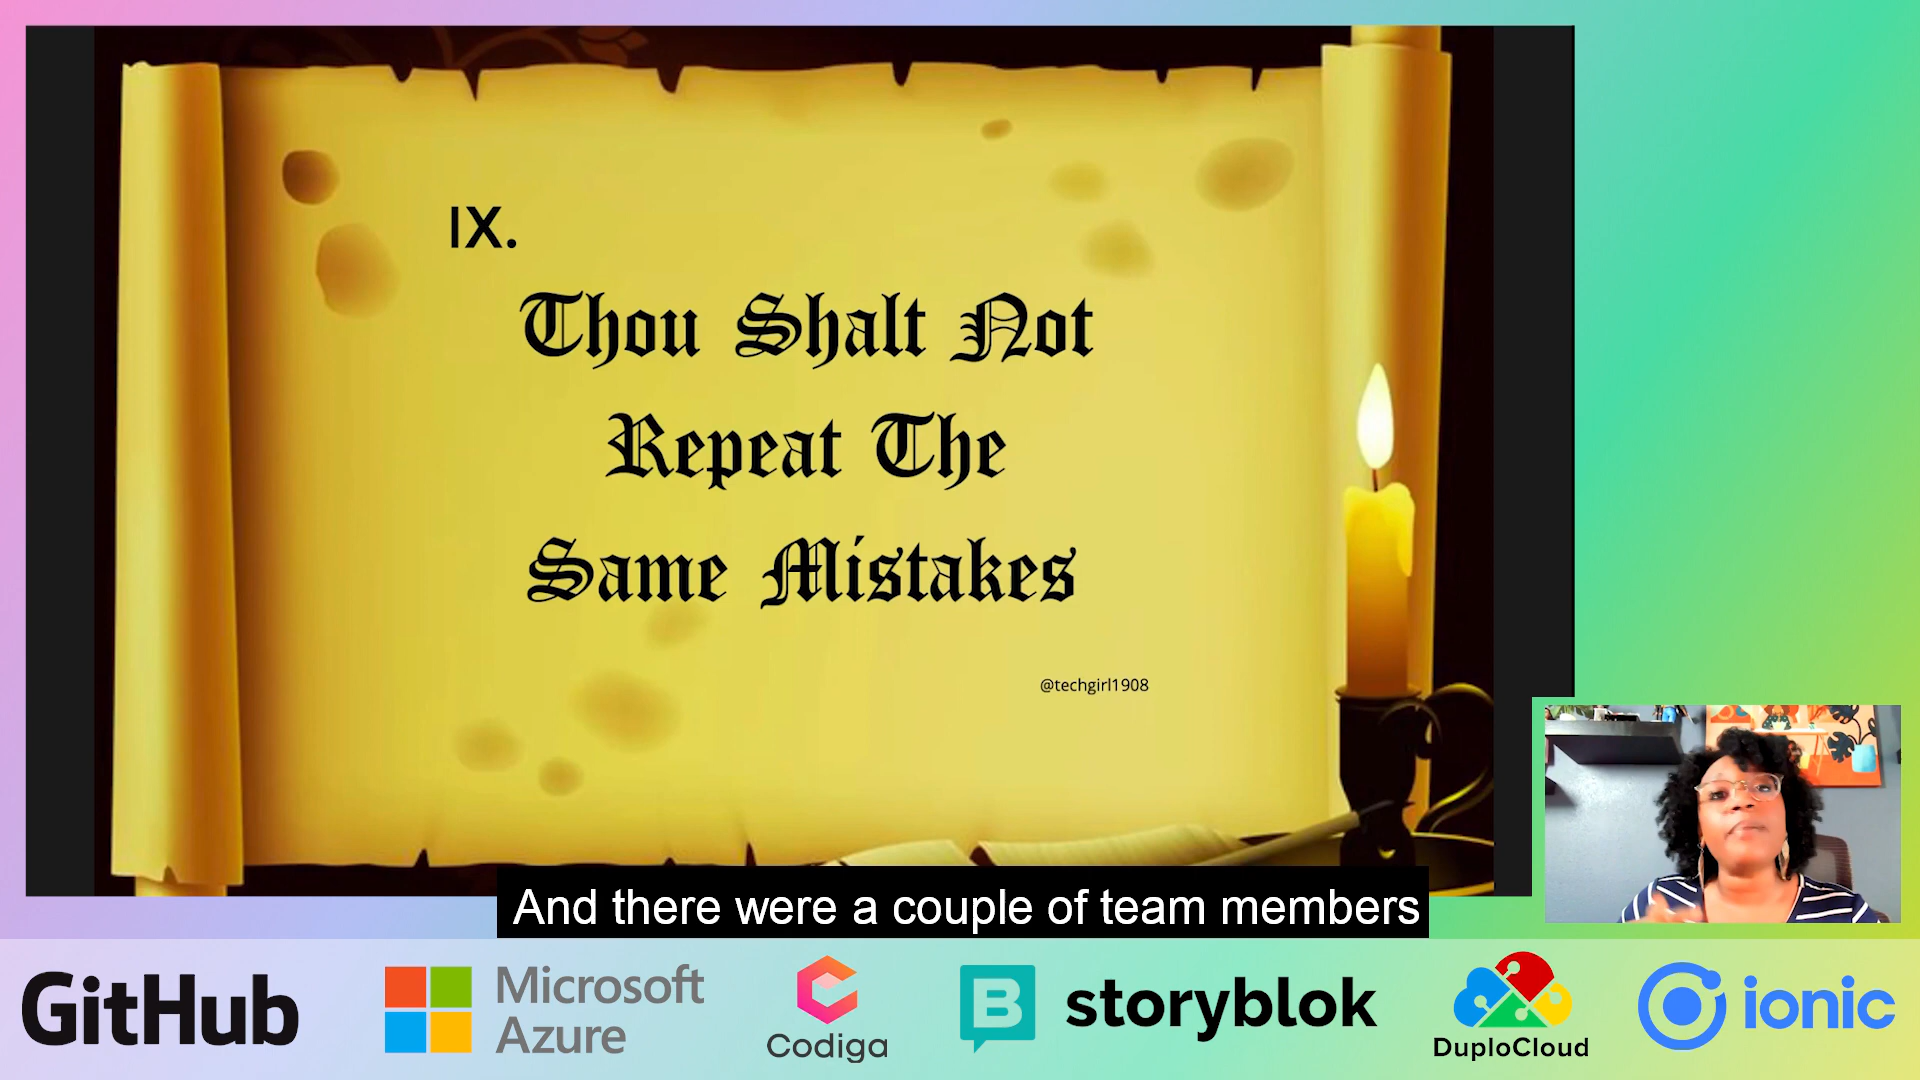 IX.
Thou Shalt Not
Repeat The
Same Mistakes
@techgirl1908
And there were a couple of team members
GitHub
Microsoft
Azure
Codiga
B storyblok
DuploCloud
ionic